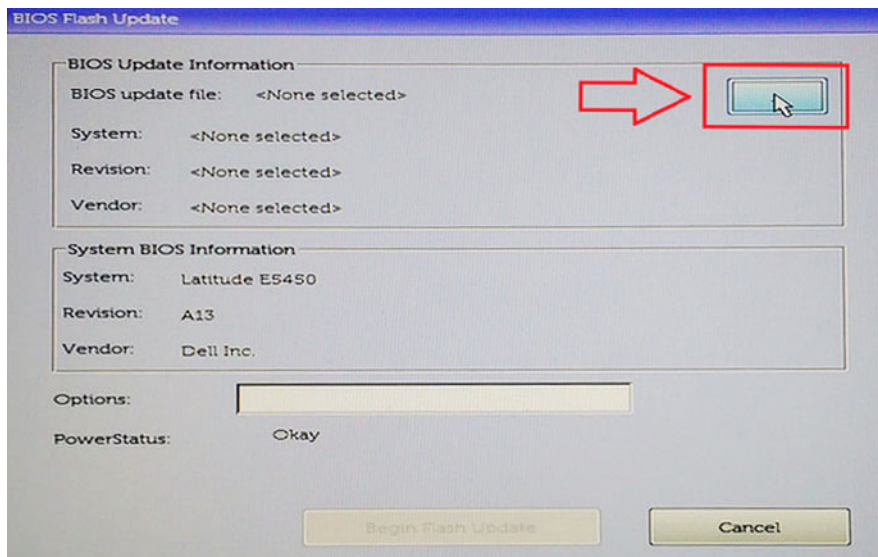 BIOS Flash Update
BIOS Update Information
BIOS update file: <None selected>
System: <None selected>
Revision: <None selected>
Vendor: <None selected>
System BIOS Information
System: Latitude E5450
Revision: A13
Vendor: Dell Inc.
Options:
PowerStatus: Okay
Begin Flash Update
Cancel